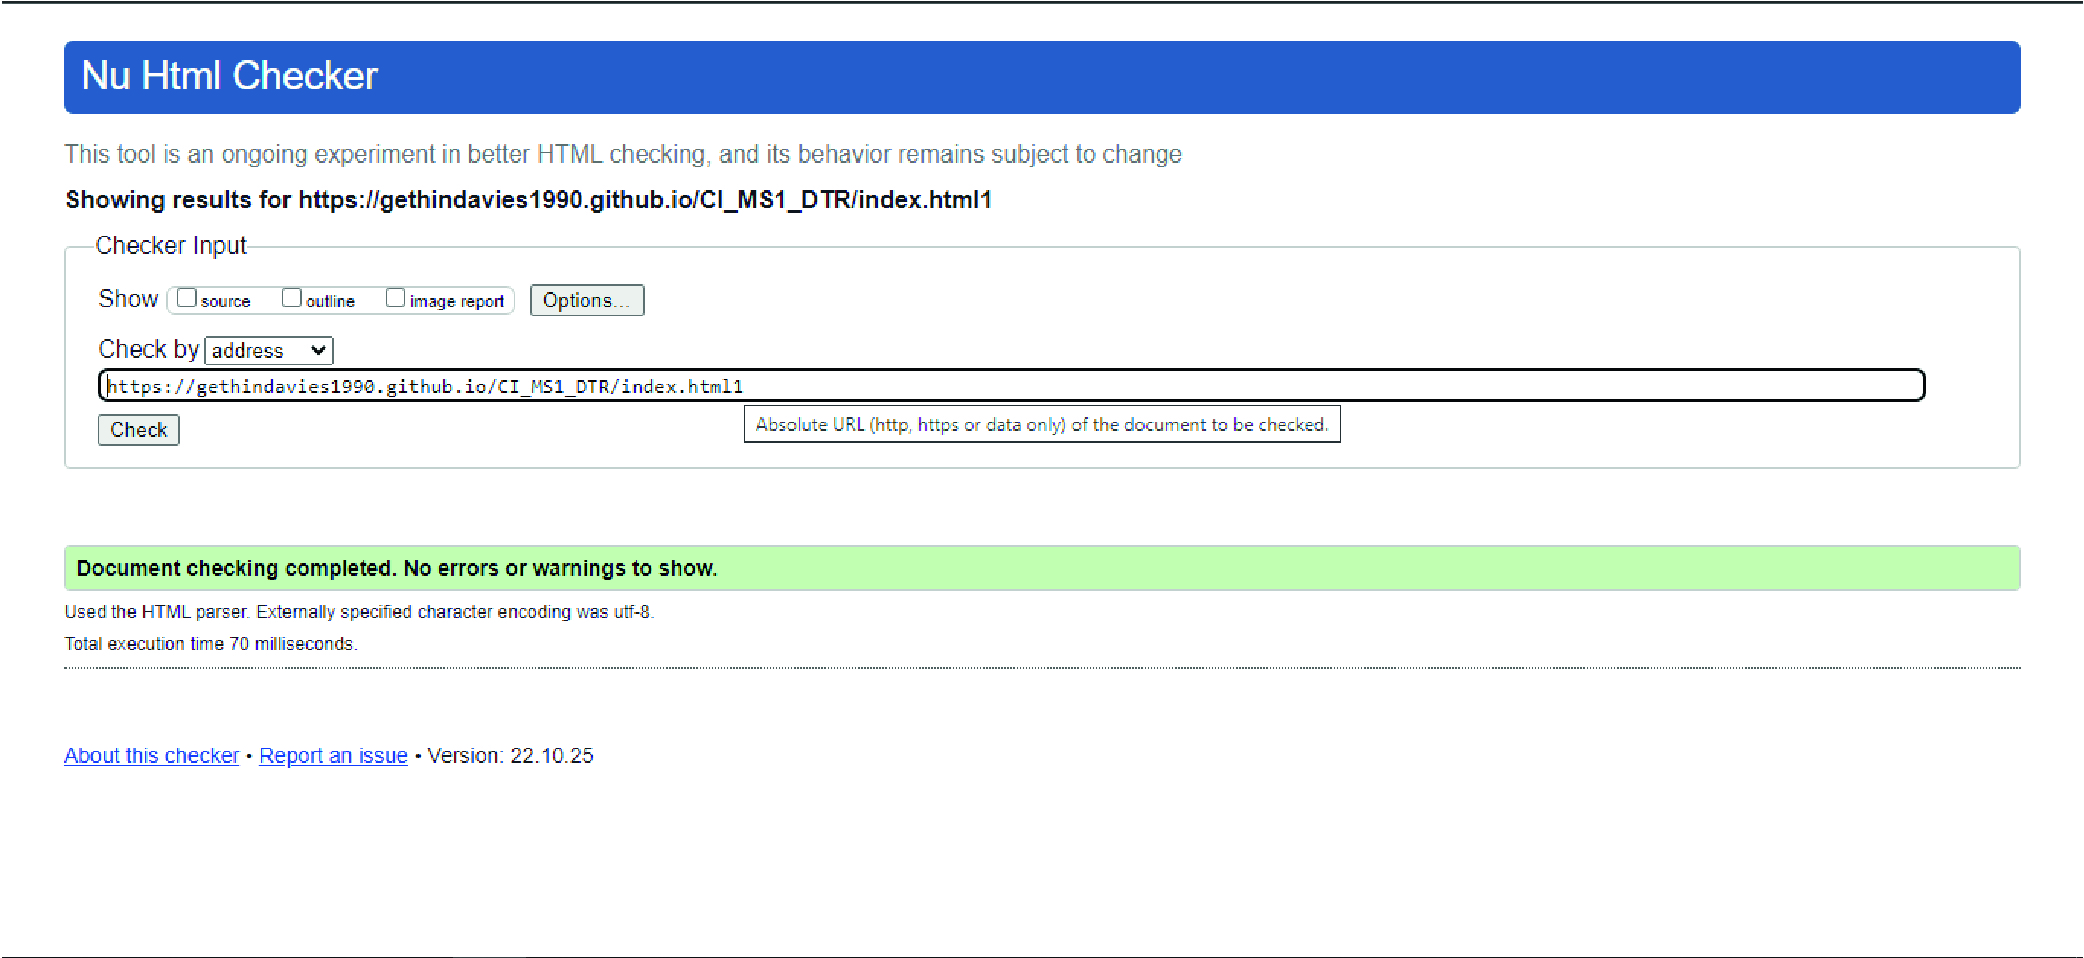 Nu Html Checker
This tool is an ongoing experiment in better HTML checking, and its behavior remains subject to change
Showing results for https://gethindavies1990.github.io/CI_MS1_DTR/index.html1
Checker Input
Show source outline image report Options...
Check by address
https://gethindavies1990.github.io/CI_MS1_DTR/index.html1
Absolute URL (http, https or data only) of the document to be checked.
Check
Document checking completed. No errors or warnings to show.
Used the HTML parser. Externally specified character encoding was utf-8.
Total execution time 70 milliseconds.
About this checker • Report an issue • Version: 22.10.25